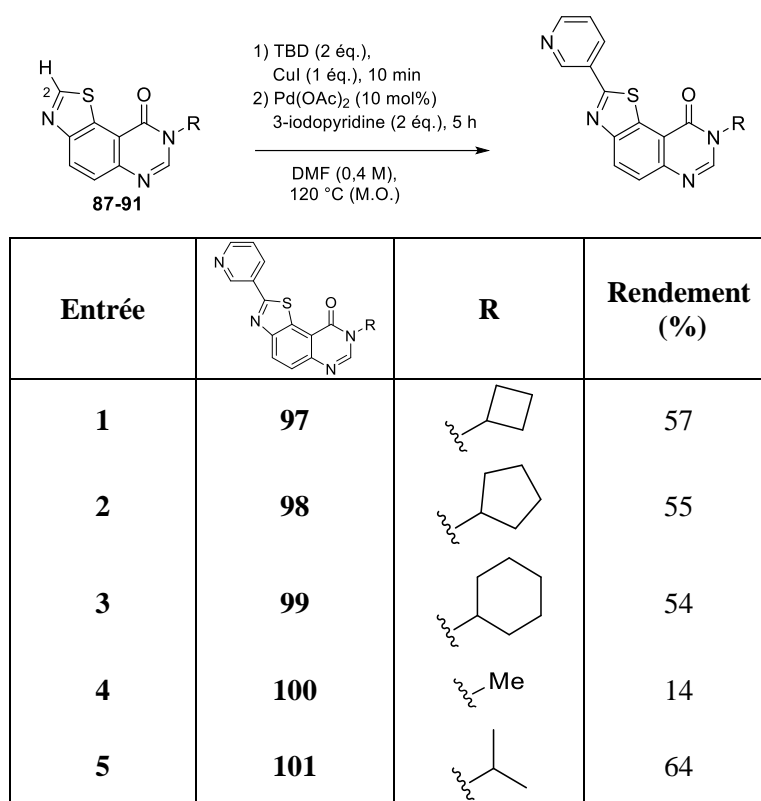 H
2
S
N
O
N
R
N
87-91
1) TBD (2 éq.),
CuI (1 éq.), 10 min
2) Pd(OAc)2 (10 mol%)
3-iodopyridine (2 éq.), 5 h
DMF (0,4 M),
120 °C (M.O.)
N
S
N
O
N
R
N
Entrée
N
S
N
O
N
R
N
R
Rendement
(%)
1 97 57
2 98 55
3 99 54
4 100 Me 14
5 101 64